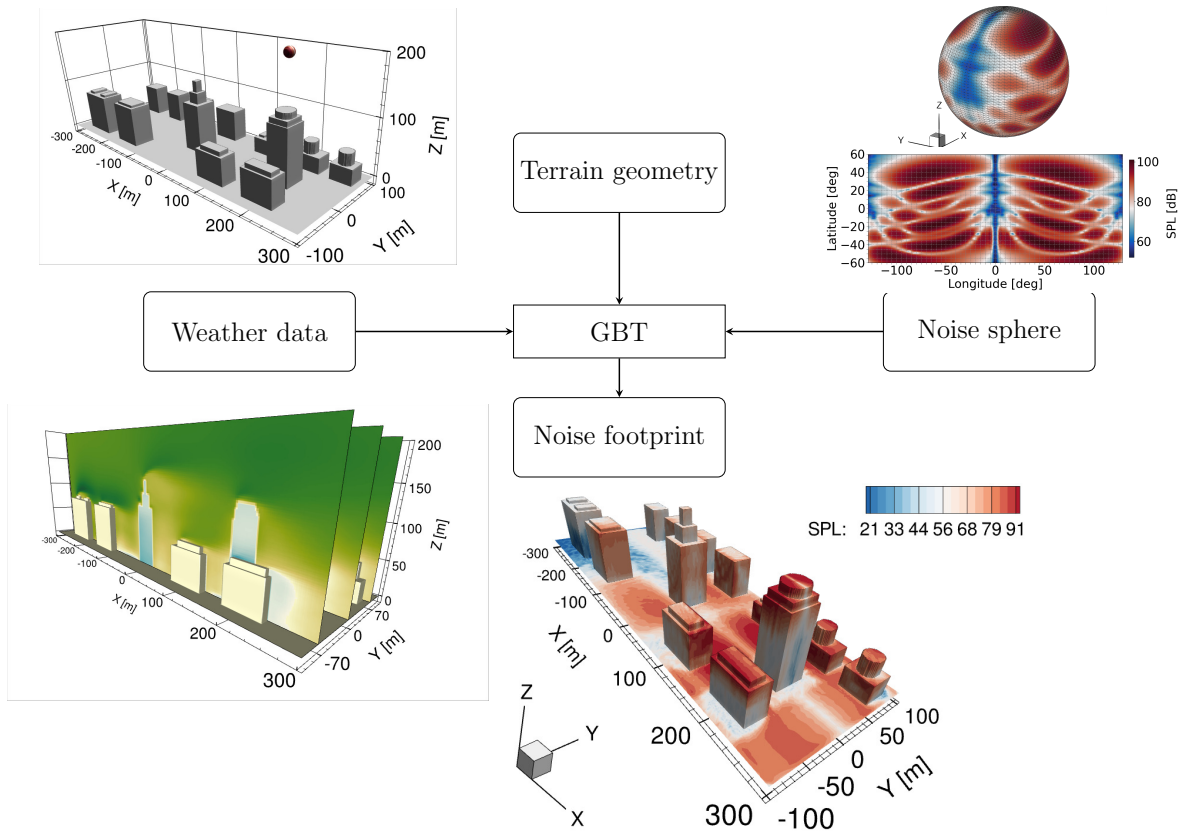 200
100
0
Z [m]
-300
-200
-100
0
100
200
300
X [m]
100
0
-100
Y [m]
Terrain geometry
Z
Y
X
60
40
20
0
−20
−40
−60
Latitude [deg]
−100
−50
0
50
100
Longitude [deg]
100
80
60
SPL [dB]
Weather data
GBT
Noise sphere
Noise footprint
200
150
100
50
0
Z [m]
-300
-200
-100
0
100
200
300
X [m]
70
0
-70
Y [m]
SPL: 21 33 44 56 68 79 91
-300
-200
-100
0
100
200
300
X [m]
100
50
0
-50
-100
Y [m]
Z
Y
X